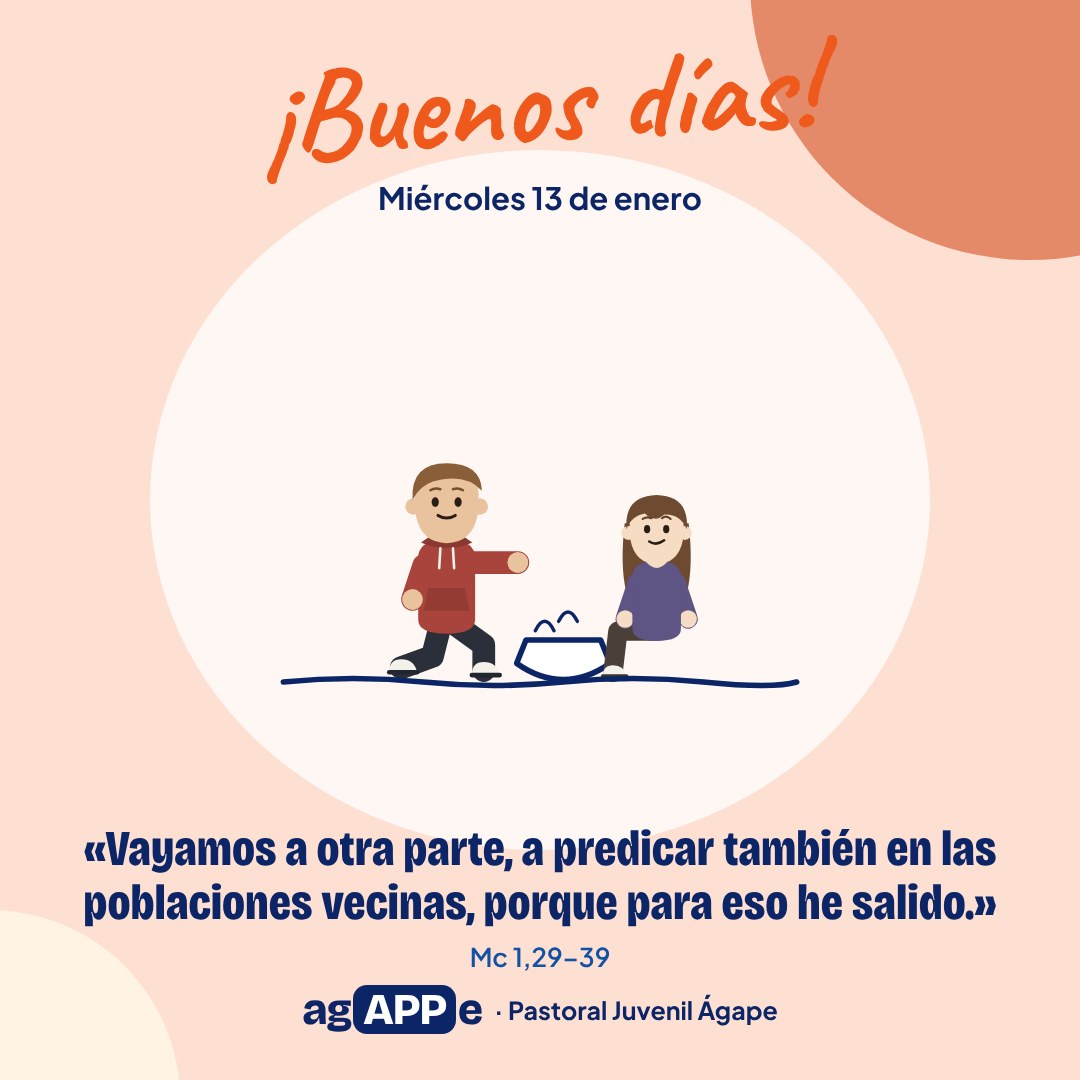 ¡Buenos días!
Miércoles 13 de enero
«Vayamos a otra parte, a predicar también en las
poblaciones vecinas, porque para eso he salido.»
Mc 1,29–39
agAPPe · Pastoral Juvenil Ágape